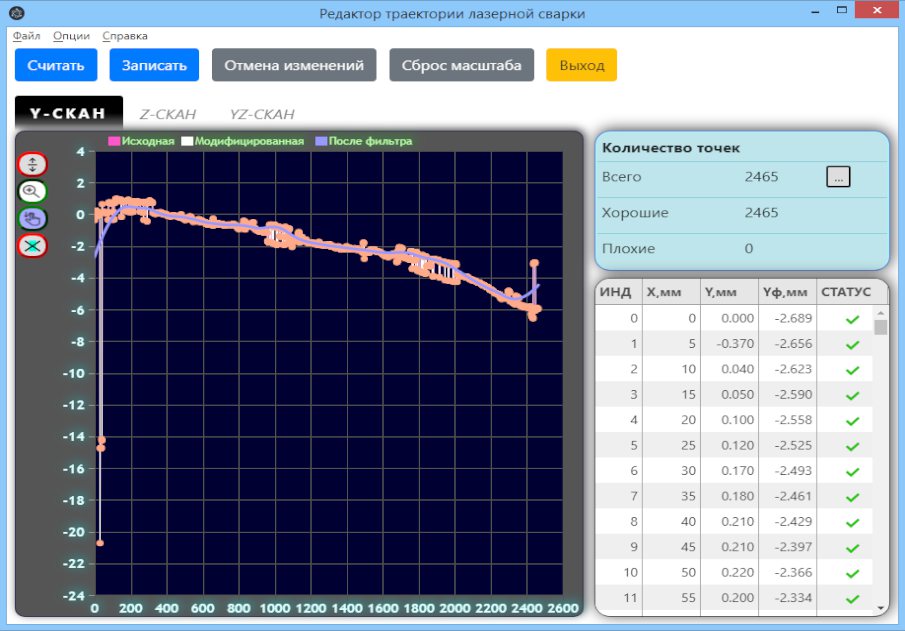 Редактор траектории лазерной сварки
Файл Опции Справка
Считать Записать Отмена изменений Сброс масштаба Выход
Y-СКАН Z-СКАН YZ-СКАН
Исходная Модифицированная После фильтра
4
2
0
-2
-4
-6
-8
-10
-12
-14
-16
-18
-20
-22
-24
0 200 400 600 800 1000 1200 1400 1600 1800 2000 2200 2400 2600
Количество точек
Всего 2465 ...
Хорошие 2465
Плохие 0
ИНД X,мм Y,мм Yф,мм СТАТУС
0 0 0.000 -2.689
1 5 -0.370 -2.656
2 10 0.040 -2.623
3 15 0.050 -2.590
4 20 0.100 -2.558
5 25 0.120 -2.525
6 30 0.170 -2.493
7 35 0.180 -2.461
8 40 0.210 -2.429
9 45 0.210 -2.397
10 50 0.220 -2.366
11 55 0.200 -2.334